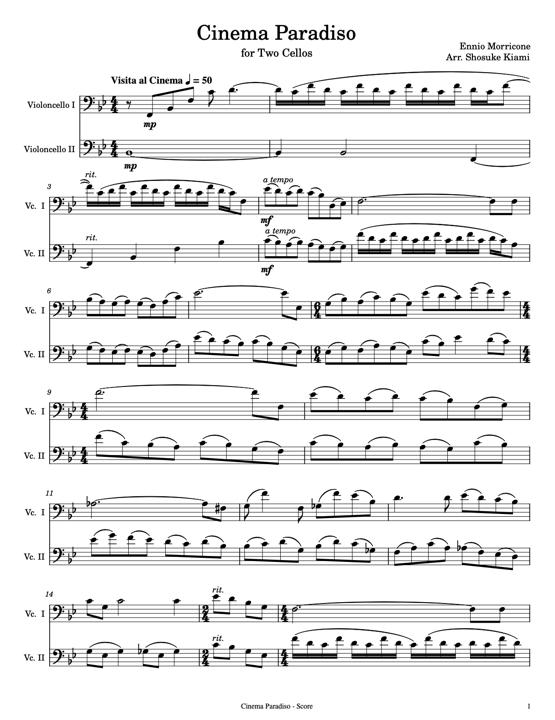 Cinema Paradiso
for Two Cellos
Ennio Morricone
Arr. Shosuke Kiami
Visita al Cinema ♩ = 50
Violoncello I
mp
Violoncello II
mp
3
rit.
a tempo
Vc. I
mf
rit.
a tempo
Vc. II
mf
6
Vc. I
Vc. II
9
Vc. I
Vc. II
11
Vc. I
Vc. II
14
rit.
Vc. I
rit.
Vc. II
Cinema Paradiso - Score
1